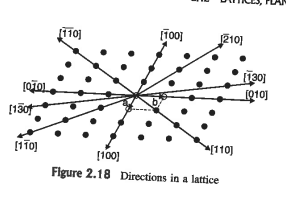 LATTICES, PLAN
[1̄1̄0] [1̄00] [2̄10]
[1̄30]
[01̄0] [010]
a b
[13̄0]
[11̄0] [110]
[100]
Figure 2.18 Directions in a lattice